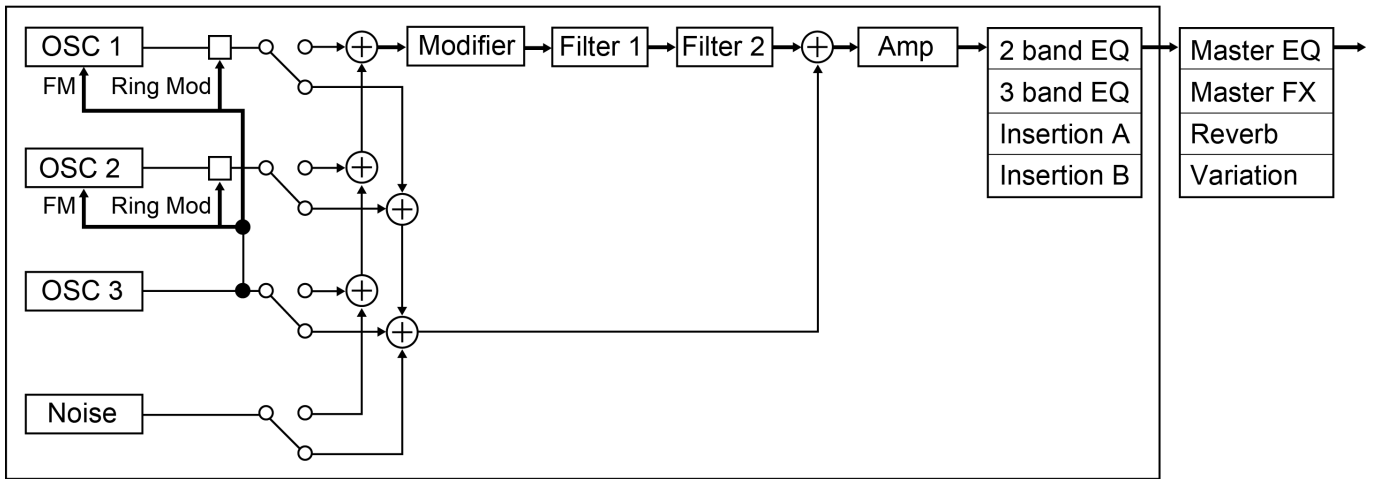 OSC 1
FM
Ring Mod
Modifier
Filter 1
Filter 2
Amp
2 band EQ
3 band EQ
Insertion A
Insertion B
Master EQ
Master FX
Reverb
Variation
OSC 2
FM
Ring Mod
OSC 3
Noise